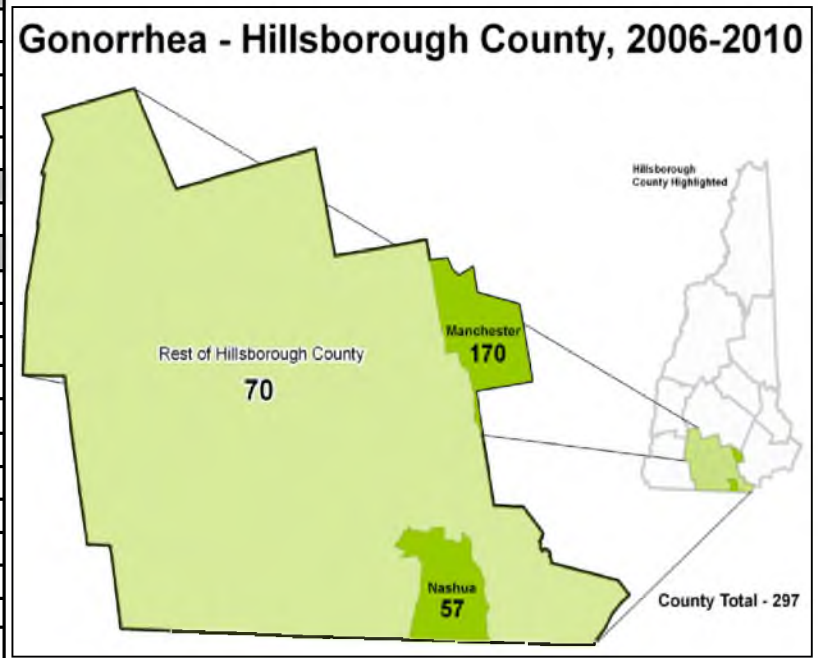 Gonorrhea - Hillsborough County, 2006-2010
Hillsborough
County Highlighted
Manchester
170
Rest of Hillsborough County
70
Nashua
57
County Total - 297